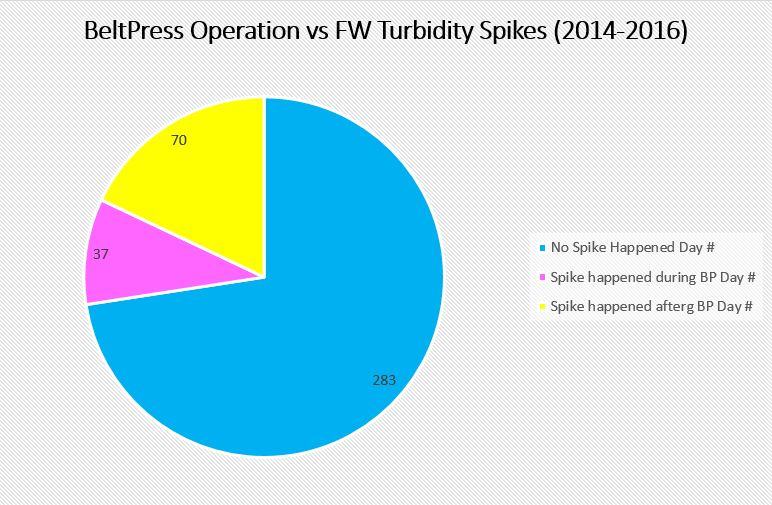 BeltPress Operation vs FW Turbidity Spikes (2014-2016)
70
37
283
No Spike Happened Day #
Spike happened during BP Day #
Spike happened afterg BP Day #